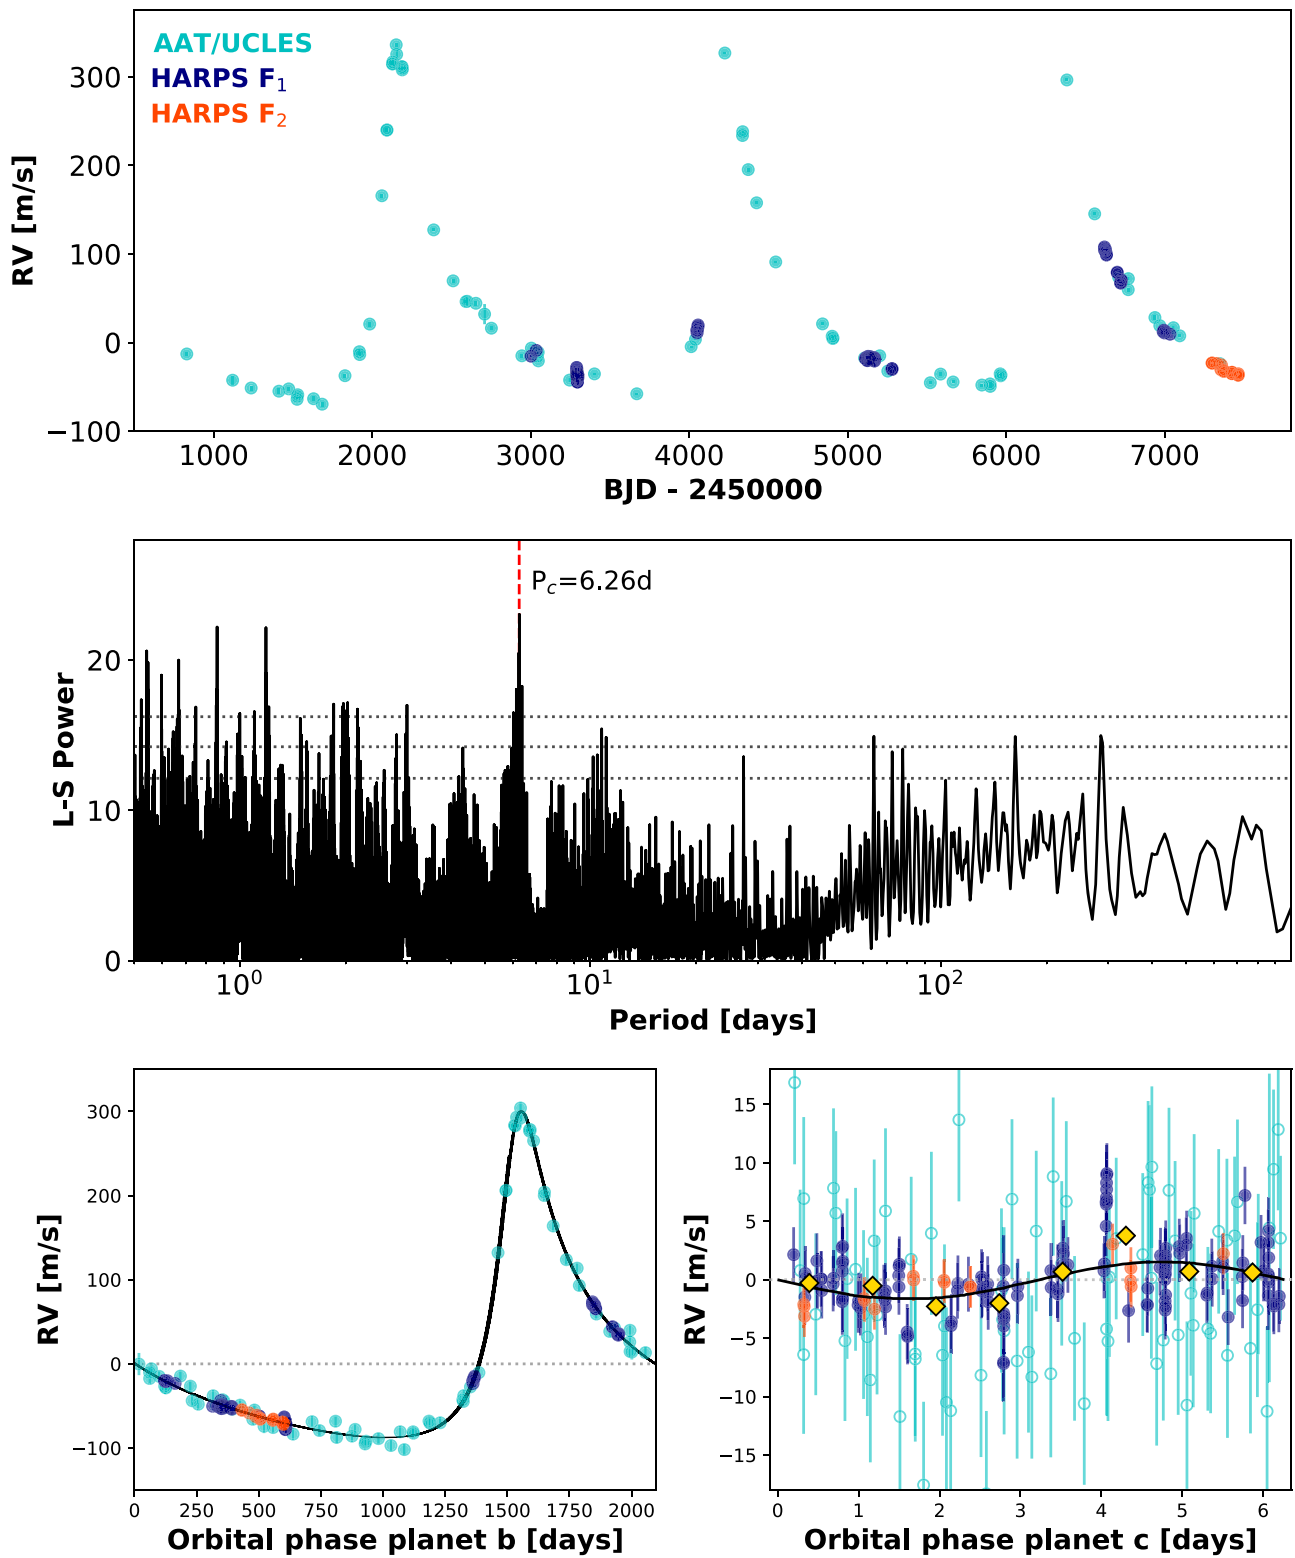 AAT/UCLES
HARPS F1
HARPS F2
300
200
100
0
−100
RV [m/s]
1000 2000 3000 4000 5000 6000 7000
BJD - 2450000
Pc=6.26d
20
10
0
L-S Power
10^0 10^1 10^2
Period [days]
300
200
100
0
−100
RV [m/s]
0 250 500 750 1000 1250 1500 1750 2000
Orbital phase planet b [days]
15
10
5
0
−5
−10
−15
RV [m/s]
0 1 2 3 4 5 6
Orbital phase planet c [days]